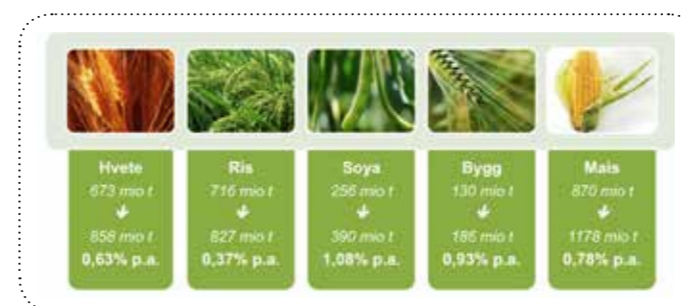 Hvete
673 mio t
858 mio t
0,63% p.a.
Ris
716 mio t
827 mio t
0,37% p.a.
Soya
256 mio t
390 mio t
1,08% p.a.
Bygg
130 mio t
186 mio t
0,93% p.a.
Mais
870 mio t
1178 mio t
0,78% p.a.